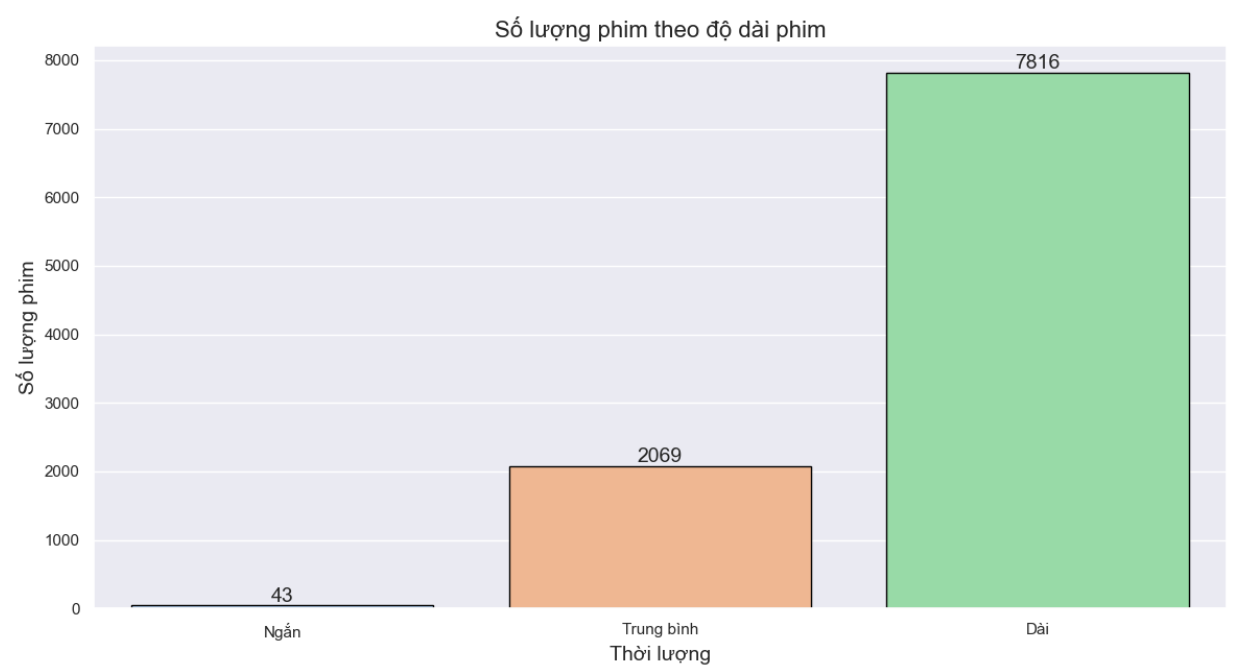 Số lượng phim theo độ dài phim
8000
7000
6000
5000
4000
3000
2000
1000
0
Số lượng phim
43
2069
7816
Ngắn
Trung bình
Dài
Thời lượng